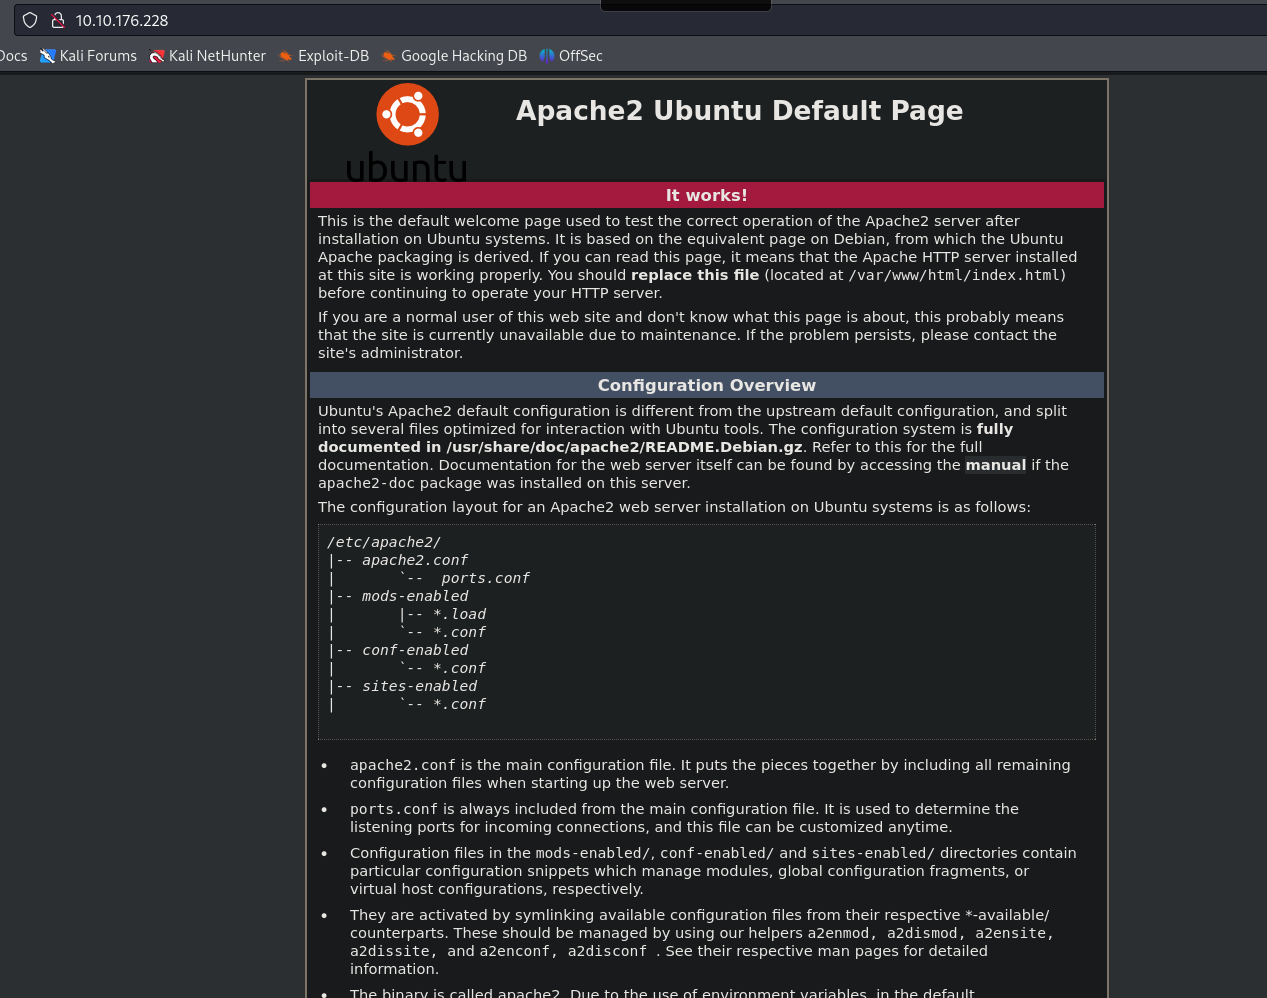 10.10.176.228
Docs Kali Forums Kali NetHunter Exploit-DB Google Hacking DB OffSec
ubuntu
Apache2 Ubuntu Default Page
It works!
This is the default welcome page used to test the correct operation of the Apache2 server after
installation on Ubuntu systems. It is based on the equivalent page on Debian, from which the Ubuntu
Apache packaging is derived. If you can read this page, it means that the Apache HTTP server installed
at this site is working properly. You should replace this file (located at /var/www/html/index.html)
before continuing to operate your HTTP server.
If you are a normal user of this web site and don't know what this page is about, this probably means
that the site is currently unavailable due to maintenance. If the problem persists, please contact the
site's administrator.
Configuration Overview
Ubuntu's Apache2 default configuration is different from the upstream default configuration, and split
into several files optimized for interaction with Ubuntu tools. The configuration system is fully
documented in /usr/share/doc/apache2/README.Debian.gz. Refer to this for the full
documentation. Documentation for the web server itself can be found by accessing the manual if the
apache2-doc package was installed on this server.
The configuration layout for an Apache2 web server installation on Ubuntu systems is as follows:
/etc/apache2/
|-- apache2.conf
|       `--  ports.conf
|-- mods-enabled
|       |-- *.load
|       `-- *.conf
|-- conf-enabled
|       `-- *.conf
|-- sites-enabled
|       `-- *.conf
• apache2.conf is the main configuration file. It puts the pieces together by including all remaining
configuration files when starting up the web server.
• ports.conf is always included from the main configuration file. It is used to determine the
listening ports for incoming connections, and this file can be customized anytime.
• Configuration files in the mods-enabled/, conf-enabled/ and sites-enabled/ directories contain
particular configuration snippets which manage modules, global configuration fragments, or
virtual host configurations, respectively.
• They are activated by symlinking available configuration files from their respective *-available/
counterparts. These should be managed by using our helpers a2enmod, a2dismod, a2ensite,
a2dissite, and a2enconf, a2disconf . See their respective man pages for detailed
information.
• The binary is called apache2. Due to the use of environment variables, in the default